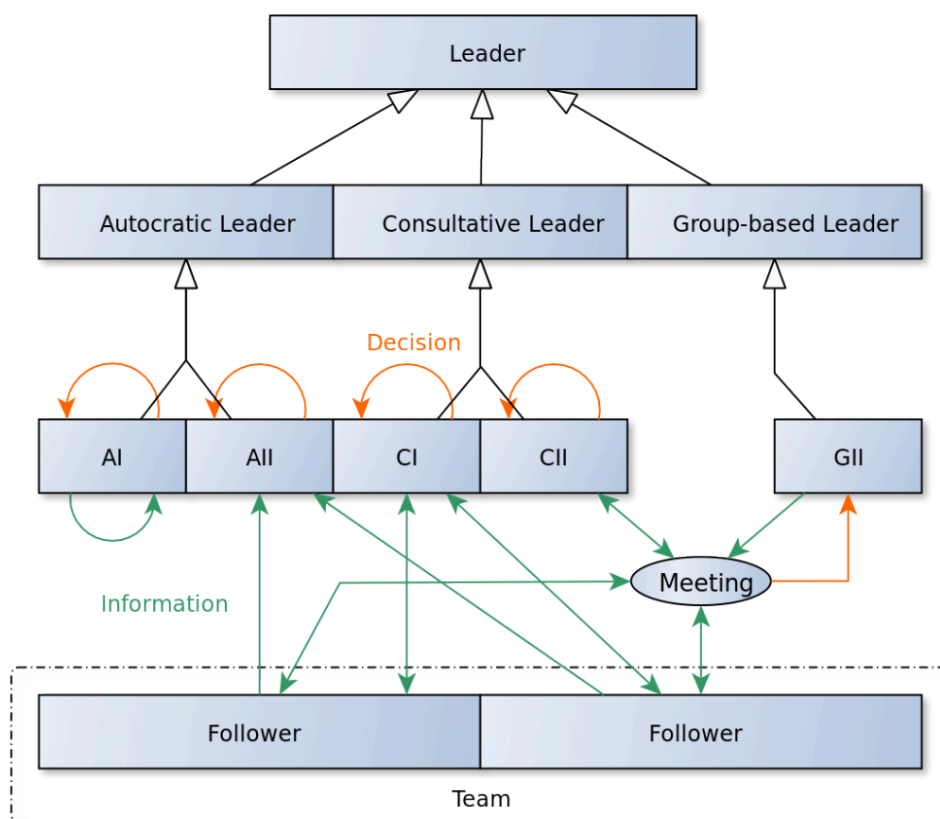 Leader
Autocratic Leader
Consultative Leader
Group-based Leader
Decision
AI
AII
CI
CII
GII
Meeting
Information
Follower
Follower
Team